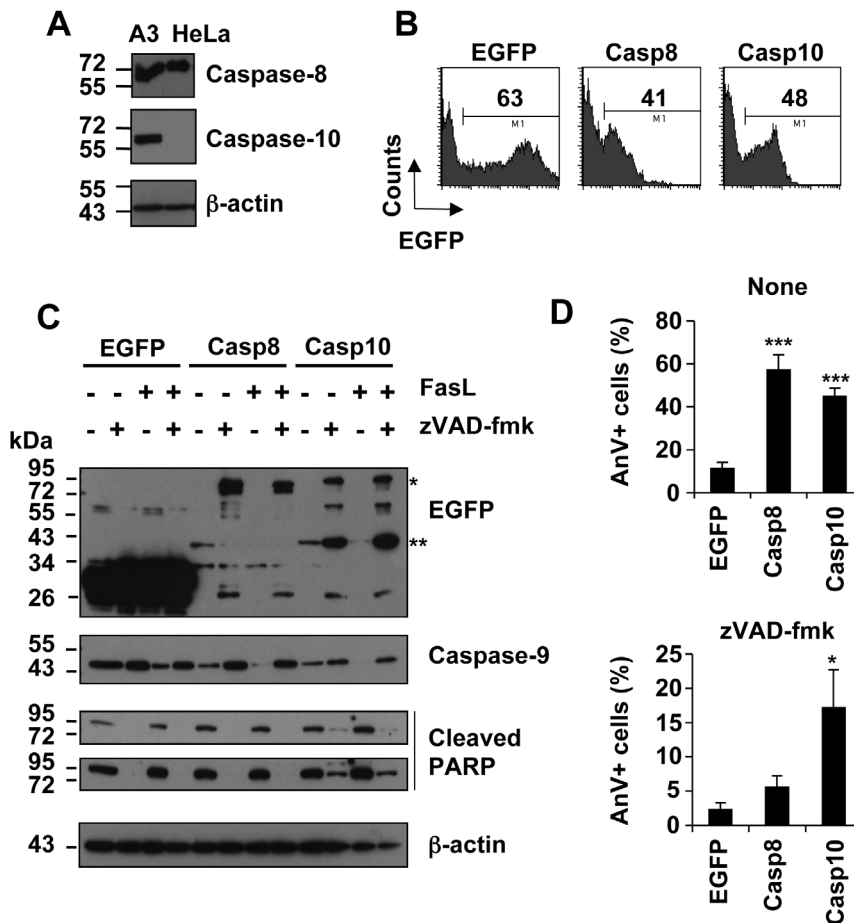 A
A3 HeLa
72
55
Caspase-8
72
55
Caspase-10
55
43
β-actin
B
EGFP Casp8 Casp10
63 41 48
M1 M1 M1
Counts
EGFP
C
EGFP Casp8 Casp10
- - + + - - + + - - + + FasL
- + - + - + - + - + - + zVAD-fmk
kDa
95
72
55
43
34
26
*
**
EGFP
55
43
Caspase-9
95
72
95
72
Cleaved
PARP
43
β-actin
D
None
AnV+ cells (%)
80
60
40
20
0
***
***
EGFP
Casp8
Casp10
zVAD-fmk
AnV+ cells (%)
25
20
15
10
5
0
*
EGFP
Casp8
Casp10